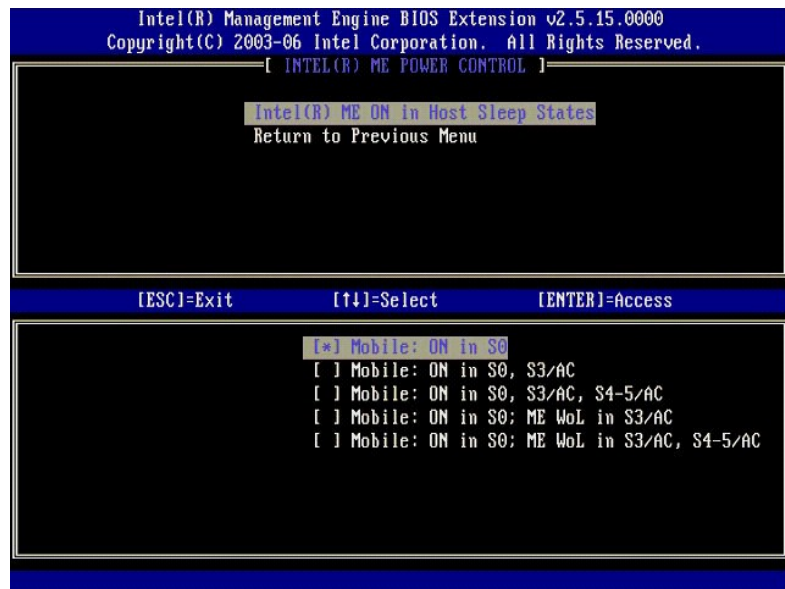 Intel(R) Management Engine BIOS Extension v2.5.15.0000
Copyright(C) 2003-06 Intel Corporation. All Rights Reserved.
[ INTEL(R) ME POWER CONTROL ]
Intel(R) ME ON in Host Sleep States
Return to Previous Menu
[ESC]=Exit [↑↓]=Select [ENTER]=Access
[*] Mobile: ON in S0
[ ] Mobile: ON in S0, S3/AC
[ ] Mobile: ON in S0, S3/AC, S4-5/AC
[ ] Mobile: ON in S0; ME WoL in S3/AC
[ ] Mobile: ON in S0; ME WoL in S3/AC, S4-5/AC